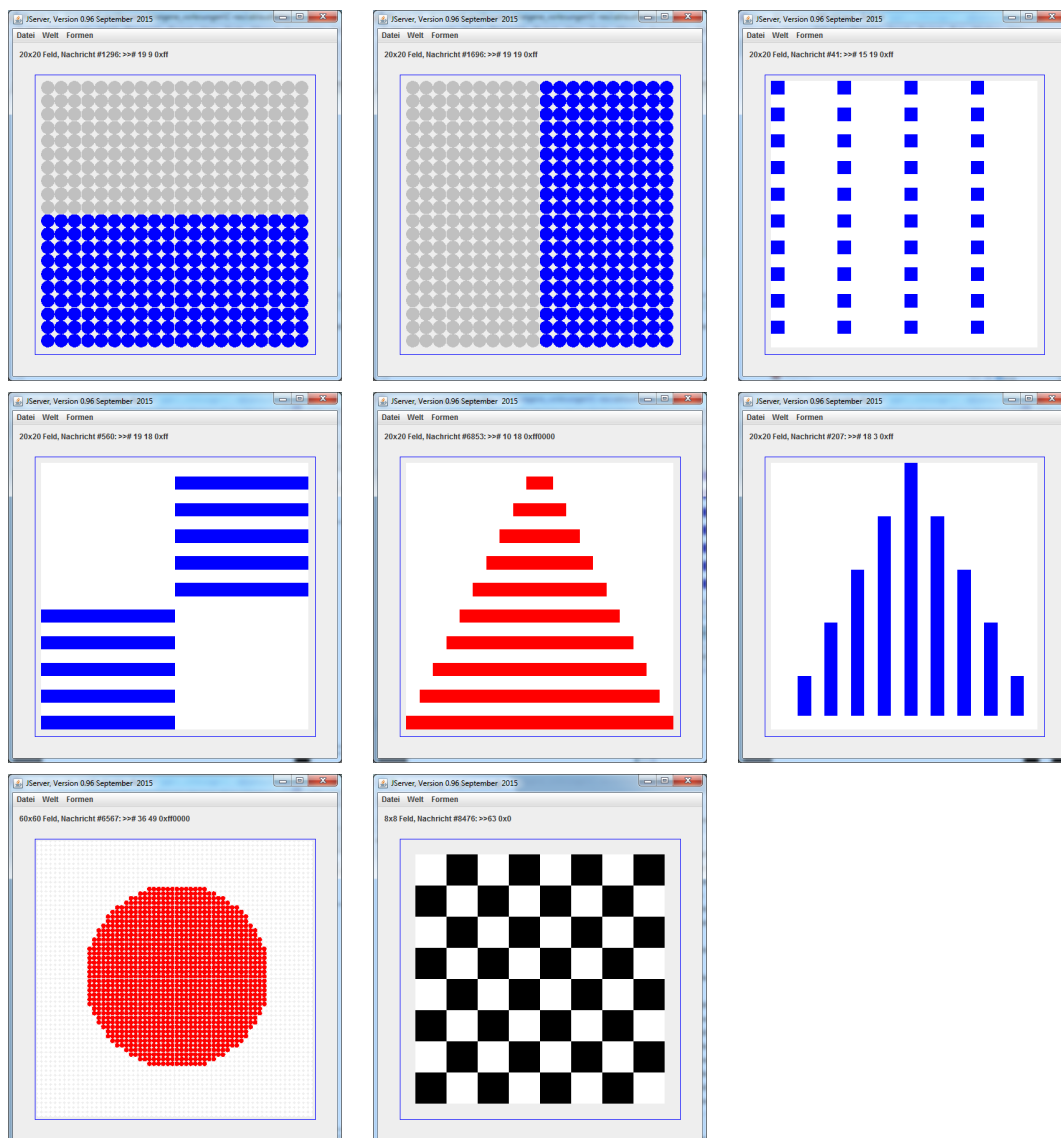 JServer, Version 0.96 September 2015
Datei Welt Formen
20x20 Feld, Nachricht #1296: >># 19 9 0xff
JServer, Version 0.96 September 2015
Datei Welt Formen
20x20 Feld, Nachricht #1696: >># 19 19 0xff
JServer, Version 0.96 September 2015
Datei Welt Formen
20x20 Feld, Nachricht #41: >># 15 19 0xff
JServer, Version 0.96 September 2015
Datei Welt Formen
20x20 Feld, Nachricht #560: >># 19 18 0xff
JServer, Version 0.96 September 2015
Datei Welt Formen
20x20 Feld, Nachricht #6853: >># 10 18 0xff0000
JServer, Version 0.96 September 2015
Datei Welt Formen
20x20 Feld, Nachricht #207: >># 18 3 0xff
JServer, Version 0.96 September 2015
Datei Welt Formen
60x60 Feld, Nachricht #6567: >># 36 49 0xff0000
JServer, Version 0.96 September 2015
Datei Welt Formen
8x8 Feld, Nachricht #8476: >>63 0x0